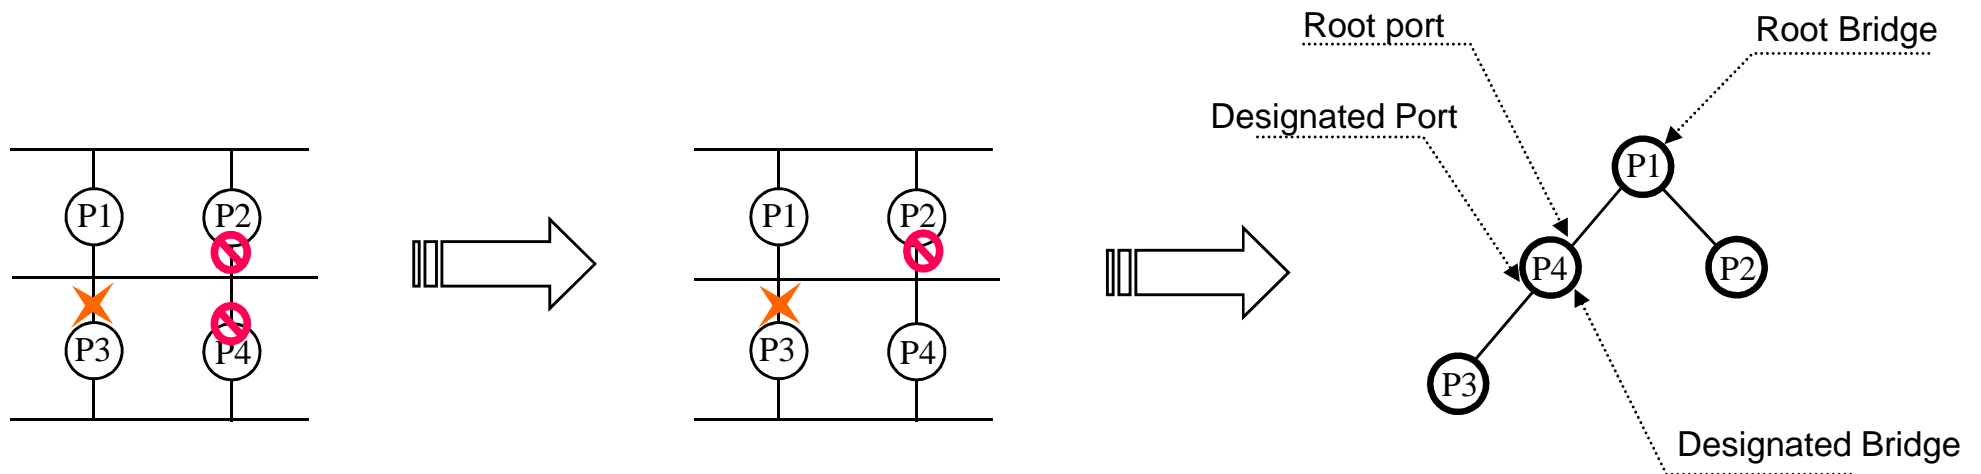 Root port
Root Bridge
Designated Port
P1
P2
P3
P4
P1
P2
P3
P4
P1
P4
P2
P3
Designated Bridge